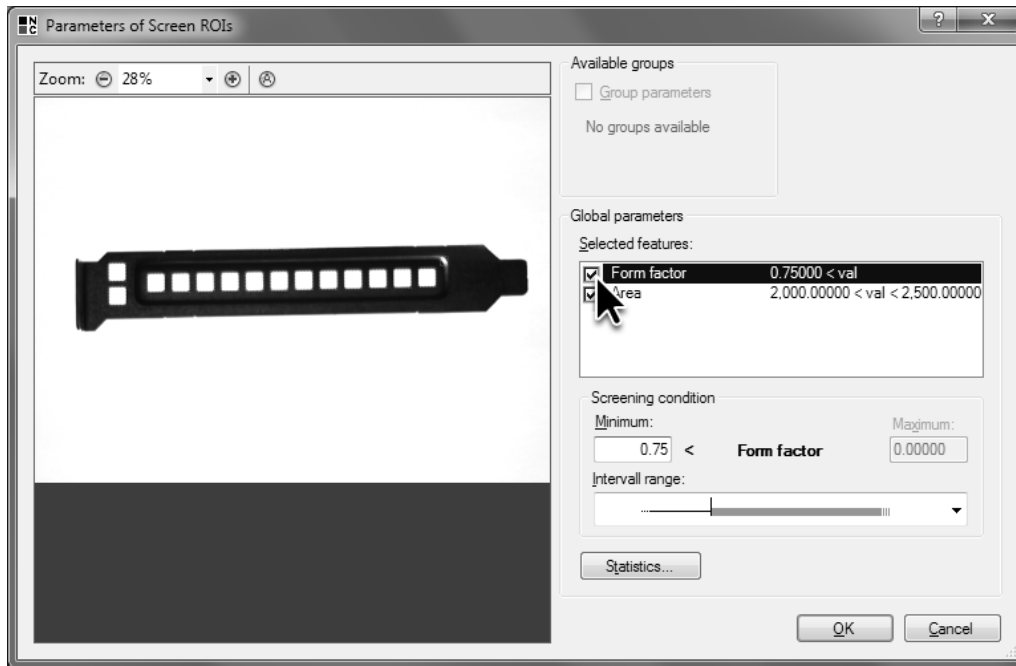 NC Parameters of Screen ROIs
? x
Zoom: 28% A
Available groups
Group parameters
No groups available
Global parameters
Selected features:
Form factor 0.75000 < val
Area 2,000.00000 < val < 2,500.00000
Screening condition
Minimum: Maximum:
0.75 < Form factor 0.00000
Intervall range:
Statistics...
OK Cancel